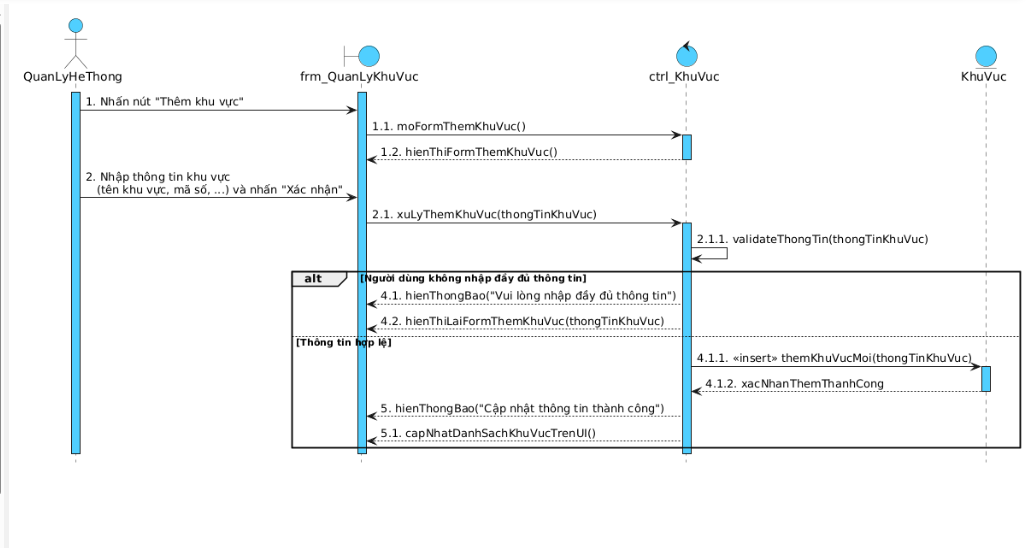 QuanLyHeThong
frm_QuanLyKhuVuc
ctrl_KhuVuc
KhuVuc
1. Nhấn nút "Thêm khu vực"
1.1. moFormThemKhuVuc()
1.2. hienThiFormThemKhuVuc()
2. Nhập thông tin khu vực
(tên khu vực, mã số, ...) và nhấn "Xác nhận"
2.1. xuLyThemKhuVuc(thongTinKhuVuc)
2.1.1. validateThongTin(thongTinKhuVuc)
alt
[Người dùng không nhập đầy đủ thông tin]
4.1. hienThongBao("Vui lòng nhập đầy đủ thông tin")
4.2. hienThiLaiFormThemKhuVuc(thongTinKhuVuc)
[Thông tin hợp lệ]
4.1.1. «insert» themKhuVucMoi(thongTinKhuVuc)
4.1.2. xacNhanThemThanhCong
5. hienThongBao("Cập nhật thông tin thành công")
5.1. capNhatDanhSachKhuVucTrenUI()